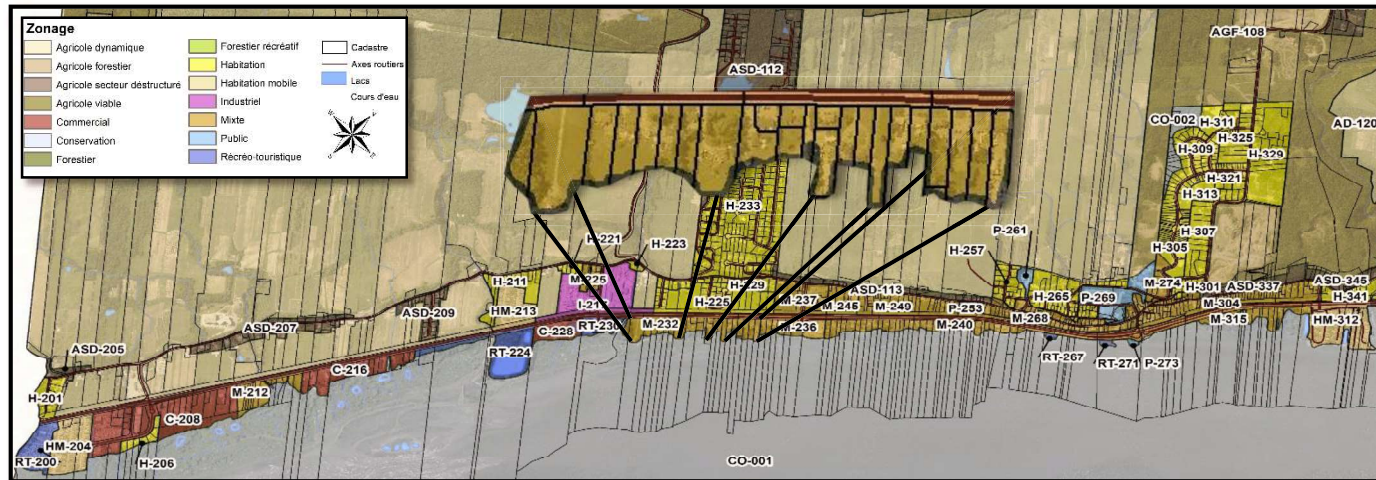 Zonage
Agricole dynamique
Agricole forestier
Agricole secteur déstructuré
Agricole viable
Commercial
Conservation
Forestier
Forestier récréatif
Habitation
Habitation mobile
Industriel
Mixte
Public
Récréo-touristique
Cadastre
Axes routiers
Lacs
Cours d'eau
ASD-112
AGF-108
CO-002
H-311
H-325
AD-120
H-309
H-329
H-321
H-313
H-233
P-261
H-307
H-221
H-223
H-257
H-305
H-211
M-225
H-229
ASD-113
H-265
P-269
M-274
H-301
ASD-337
ASD-345
H-341
HM-213
H-225
M-237
M-245
M-249
P-253
M-268
M-304
ASD-207
ASD-209
C-228
RT-230
M-232
M-236
M-240
M-315
HM-312
ASD-205
RT-224
RT-267
RT-271
P-273
C-216
M-212
H-201
C-208
HM-204
RT-200
H-206
CO-001